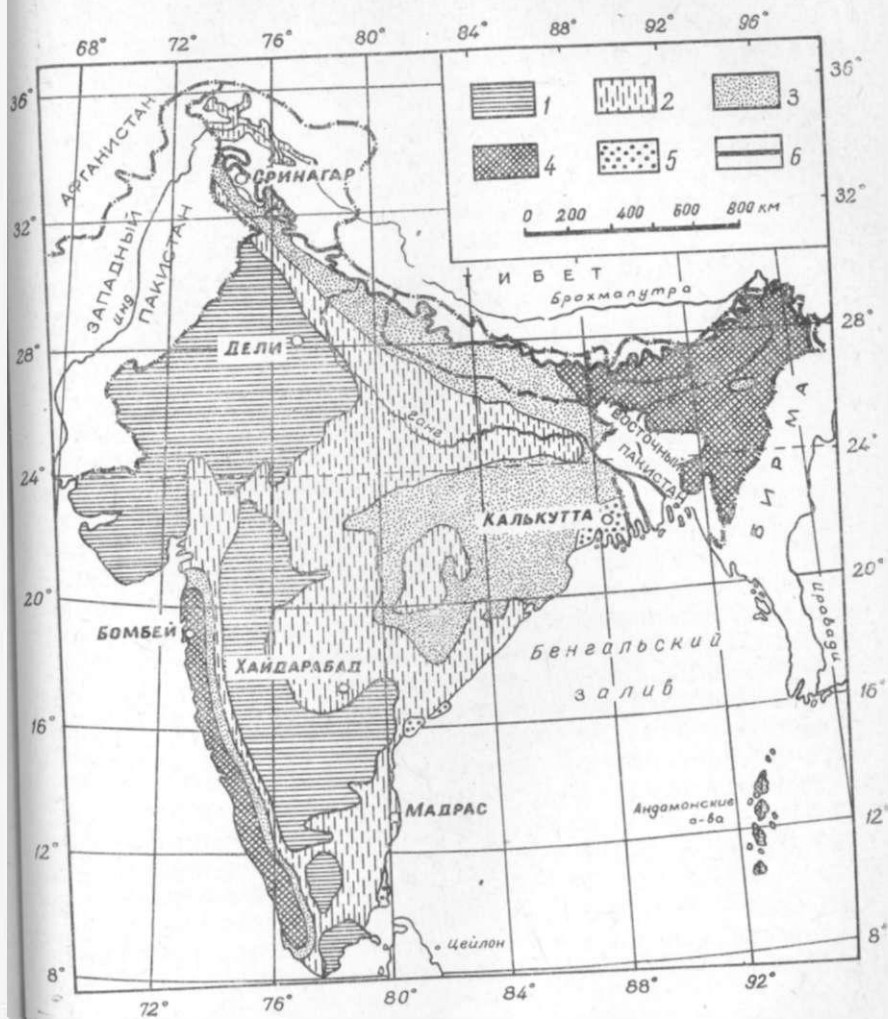 68° 72° 76° 80° 84° 88° 92° 96°
36° 36°
1 2 3
4 5 6
0 200 400 600 800 км
АФГАНИСТАН
СРИНАГАР
32° 32°
ЗАПАДНЫЙ
ПАКИСТАН
Инд
ТИБЕТ
Брахмапутра
28° 28°
ДЕЛИ
Ганг
ВОСТОЧНЫЙ
ПАКИСТАН
БИРМА
24° 24°
КАЛЬКУТТА
20° 20°
БОМБЕЙ
Иравади
ХАЙДАРАБАД
Бенгальский
залив
16° 16°
МАДРАС
Андаманские
о-ва
12° 12°
Цейлон
8° 8°
72° 76° 80° 84° 88° 92°